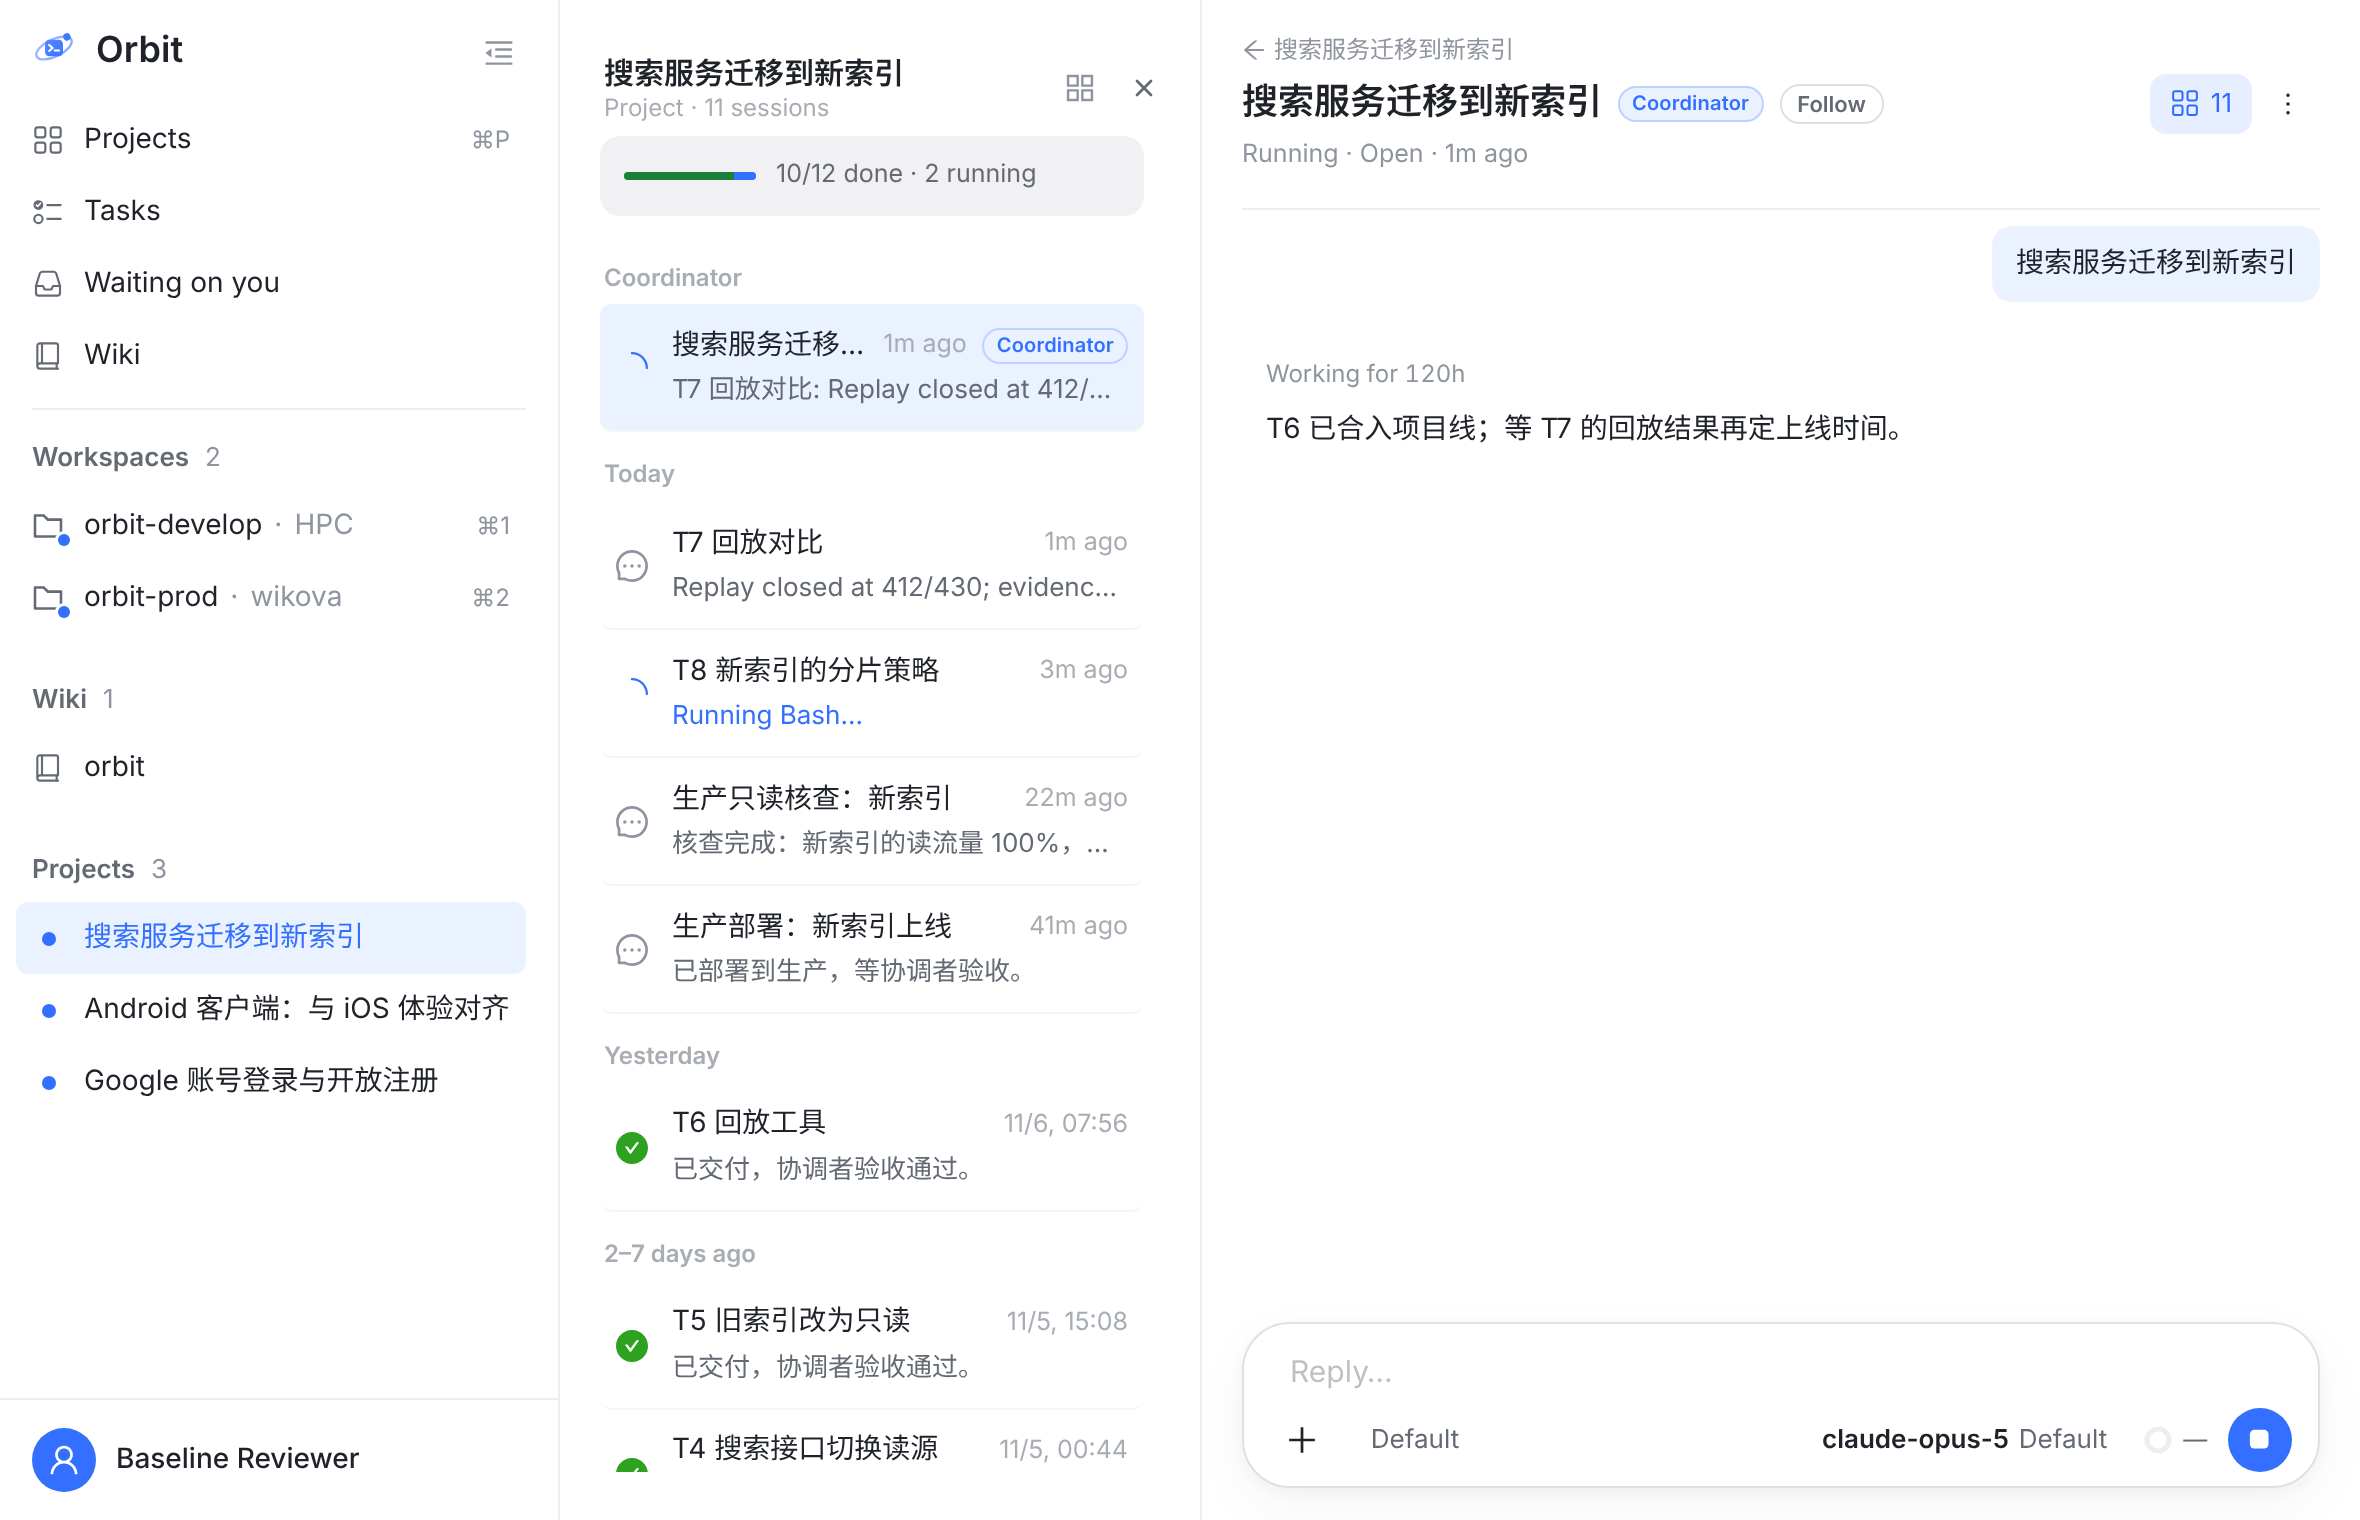 Orbit
Projects ⌘P
Tasks
Waiting on you
Wiki
Workspaces 2
orbit-develop · HPC ⌘1
orbit-prod · wikova ⌘2
Wiki 1
orbit
Projects 3
搜索服务迁移到新索引
Android 客户端：与 iOS 体验对齐
Google 账号登录与开放注册
Baseline Reviewer
搜索服务迁移到新索引
Project · 11 sessions
10/12 done · 2 running
Coordinator
搜索服务迁移... 1m ago Coordinator
T7 回放对比: Replay closed at 412/...
Today
T7 回放对比 1m ago
Replay closed at 412/430; evidenc...
T8 新索引的分片策略 3m ago
Running Bash...
生产只读核查：新索引 22m ago
核查完成：新索引的读流量 100%，...
生产部署：新索引上线 41m ago
已部署到生产，等协调者验收。
Yesterday
T6 回放工具 11/6, 07:56
已交付，协调者验收通过。
2–7 days ago
T5 旧索引改为只读 11/5, 15:08
已交付，协调者验收通过。
T4 搜索接口切换读源 11/5, 00:44
搜索服务迁移到新索引
搜索服务迁移到新索引 Coordinator Follow 11
Running · Open · 1m ago
搜索服务迁移到新索引
Working for 120h
T6 已合入项目线；等 T7 的回放结果再定上线时间。
Reply...
Default claude-opus-5 Default —